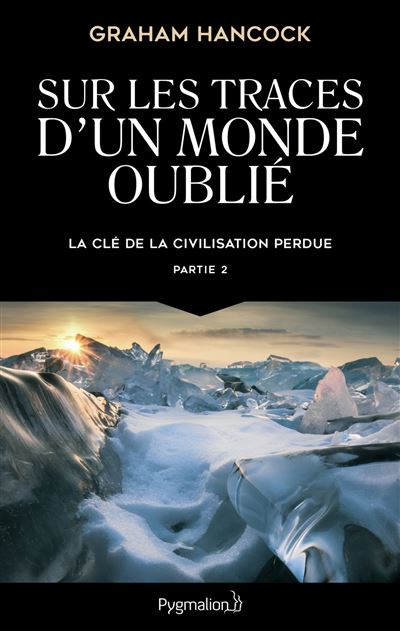 GRAHAM HANCOCK
SUR LES TRACES
D'UN MONDE
OUBLIÉ
LA CLÉ DE LA CIVILISATION PERDUE
PARTIE 2
Pygmalion